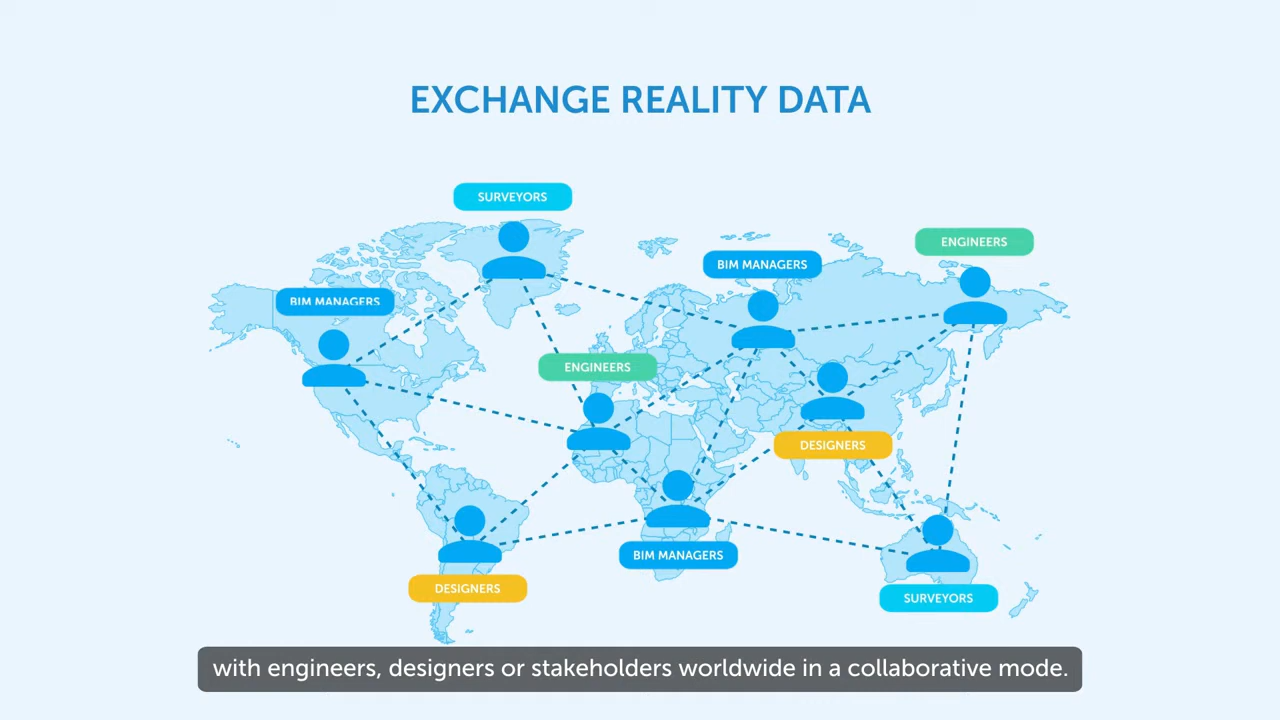 EXCHANGE REALITY DATA
SURVEYORS
ENGINEERS
BIM MANAGERS
BIM MANAGERS
ENGINEERS
DESIGNERS
BIM MANAGERS
DESIGNERS
SURVEYORS
with engineers, designers or stakeholders worldwide in a collaborative mode.